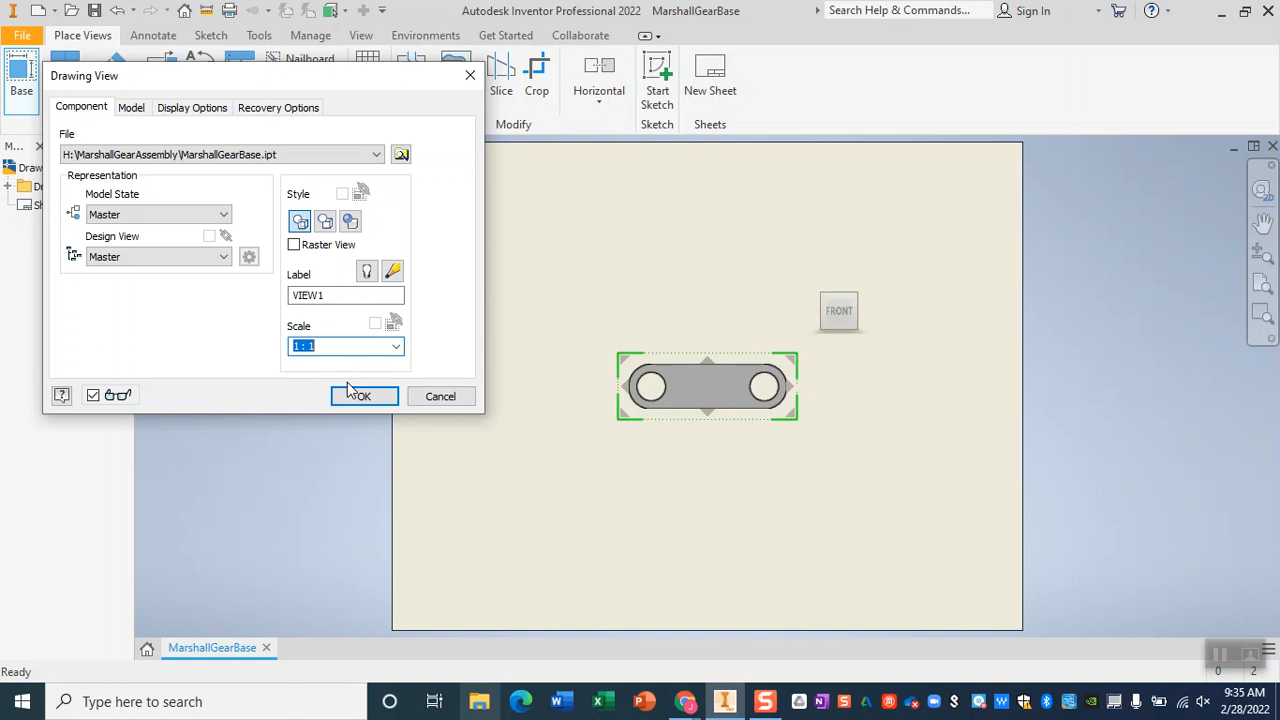 Autodesk Inventor Professional 2022 MarshallGearBase
Search Help & Commands... Sign In
File Place Views Annotate Sketch Tools Manage View Environments Get Started Collaborate
Base
Nailboard
Slice
Crop
Horizontal
Start
Sketch
New Sheet
Modify
Sketch
Sheets
Drawing View
Component Model Display Options Recovery Options
File
H:\MarshallGearAssembly\MarshallGearBase.ipt
Representation
Model State
Master
Design View
Master
Style
Raster View
Label
VIEW1
Scale
1:1
OK
Cancel
M...
Draw
FRONT
MarshallGearBase
Ready
0 2
Type here to search
9:35 AM
2/28/2022